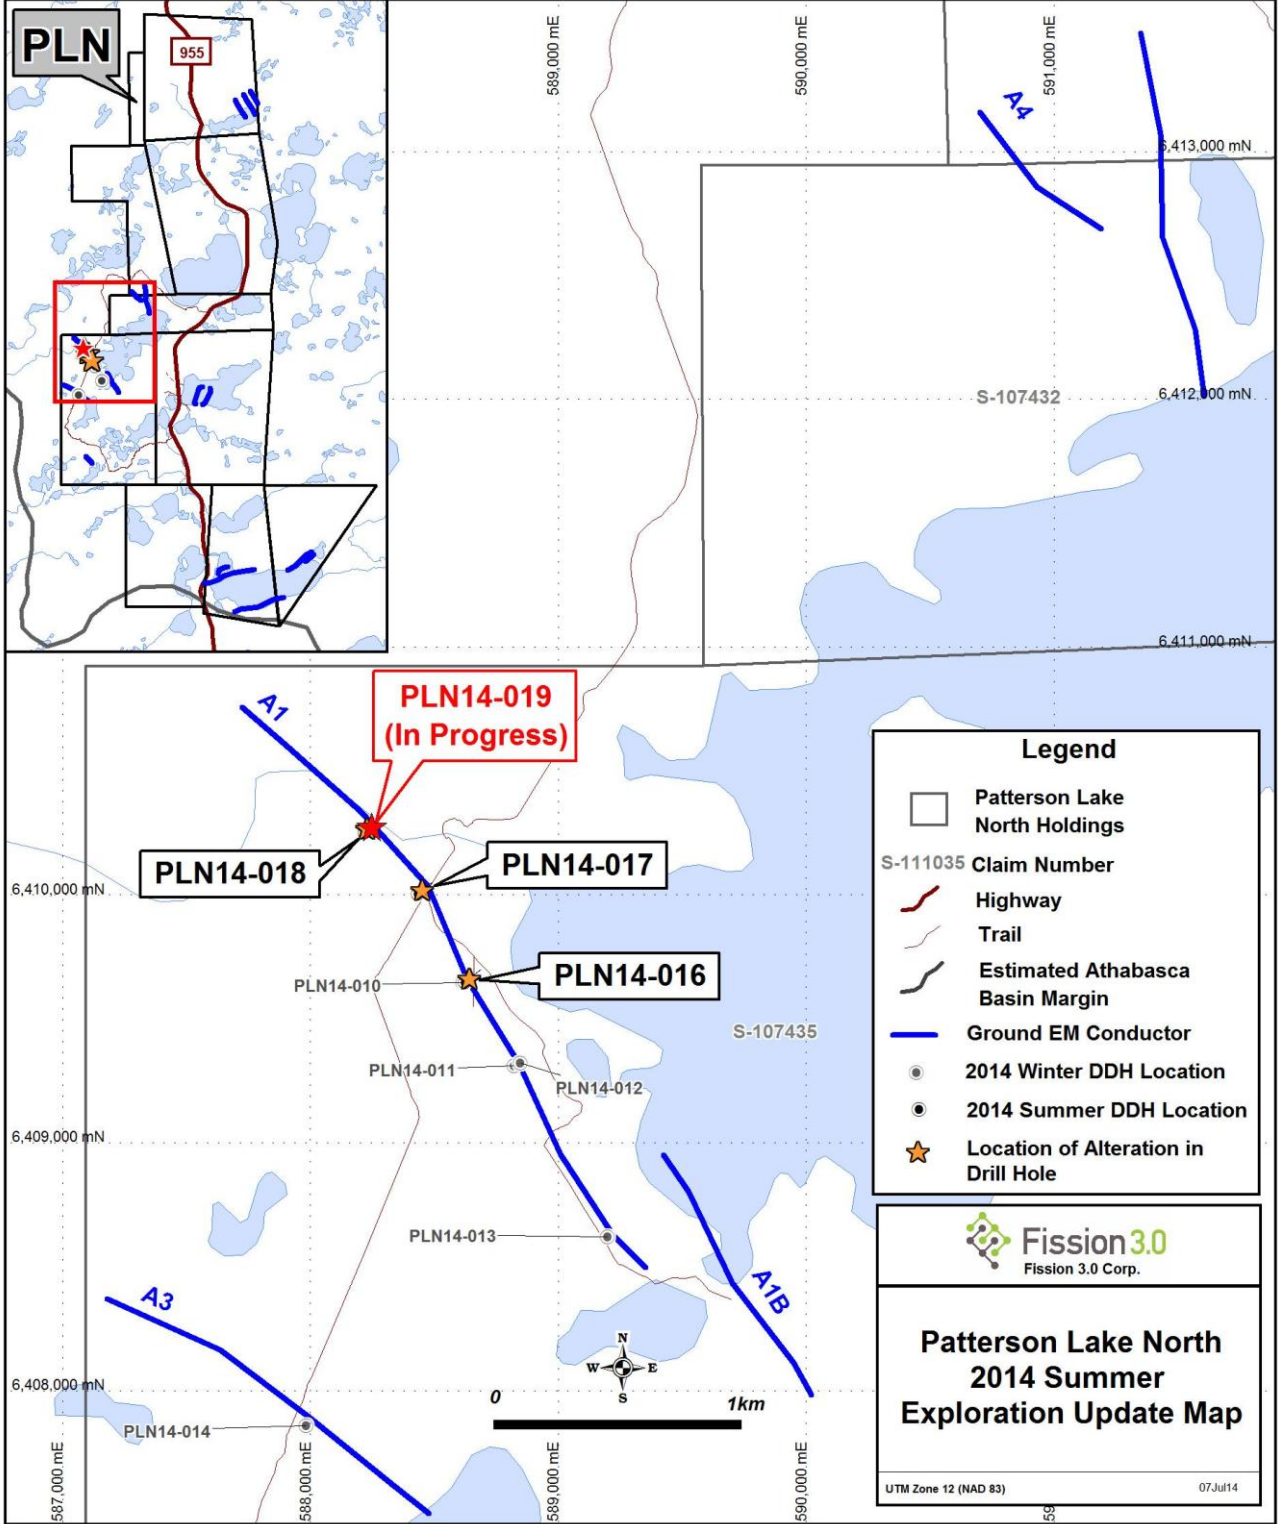 PLN
955
589,000 mE
590,000 mE
591,000 mE
A4
6,413,000 mN
S-107432
6,412,000 mN
6,411,000 mN
A1
PLN14-019
(In Progress)
PLN14-018
PLN14-017
6,410,000 mN
PLN14-016
PLN14-010
S-107435
PLN14-011
PLN14-012
6,409,000 mN
PLN14-013
A1B
A3
6,408,000 mN
PLN14-014
N
W
E
S
0
1km
587,000 mE
588,000 mE
589,000 mE
590,000 mE
Legend
Patterson Lake
North Holdings
S-111035 Claim Number
Highway
Trail
Estimated Athabasca
Basin Margin
Ground EM Conductor
2014 Winter DDH Location
2014 Summer DDH Location
Location of Alteration in
Drill Hole
Fission 3.0
Fission 3.0 Corp.
Patterson Lake North
2014 Summer
Exploration Update Map
UTM Zone 12 (NAD 83)
07Jul14